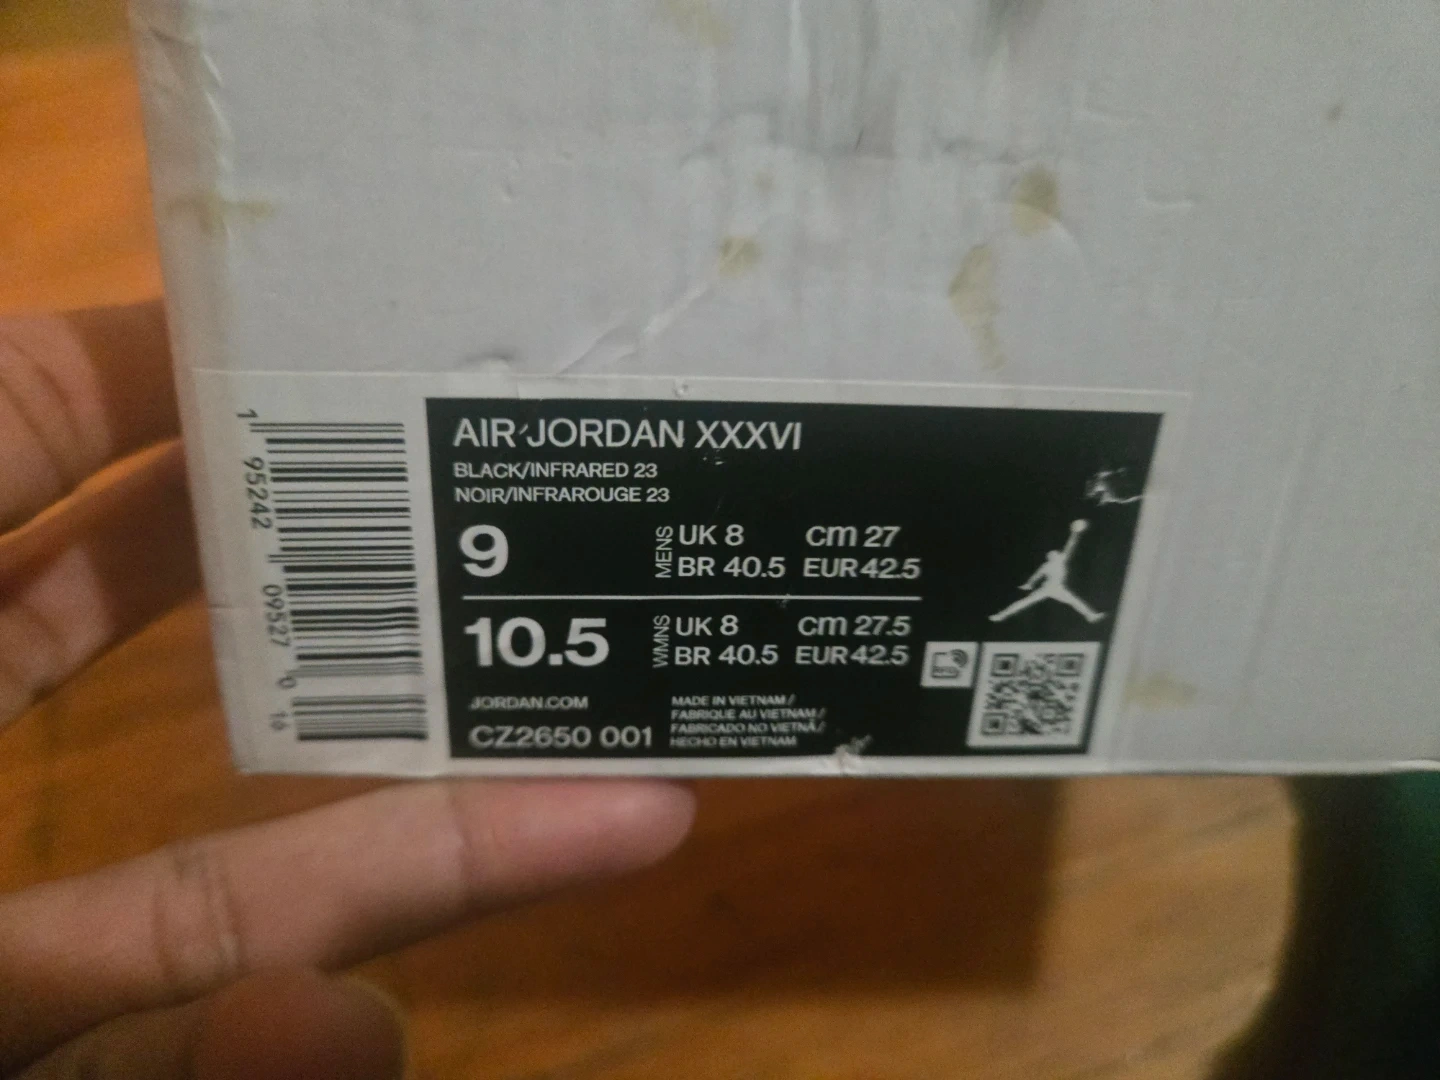 AIR JORDAN XXXVI
BLACK/INFRARED 23
NOIR/INFRAROUGE 23
9 MENS UK 8 cm 27
BR 40.5 EUR 42.5
10.5 WMNS UK 8 cm 27.5
BR 40.5 EUR 42.5
JORDAN.COM
CZ2650 001
MADE IN VIETNAM /
FABRIQUE AU VIETNAM /
FABRICADO NO VIETNÃ /
HECHO EN VIETNAM
1 95242 09527 0